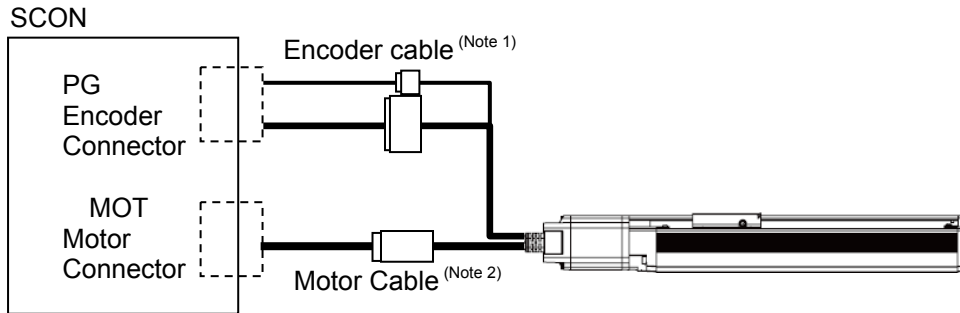 SCON
Encoder cable (Note 1)
PG
Encoder
Connector
MOT
Motor
Connector
Motor Cable (Note 2)